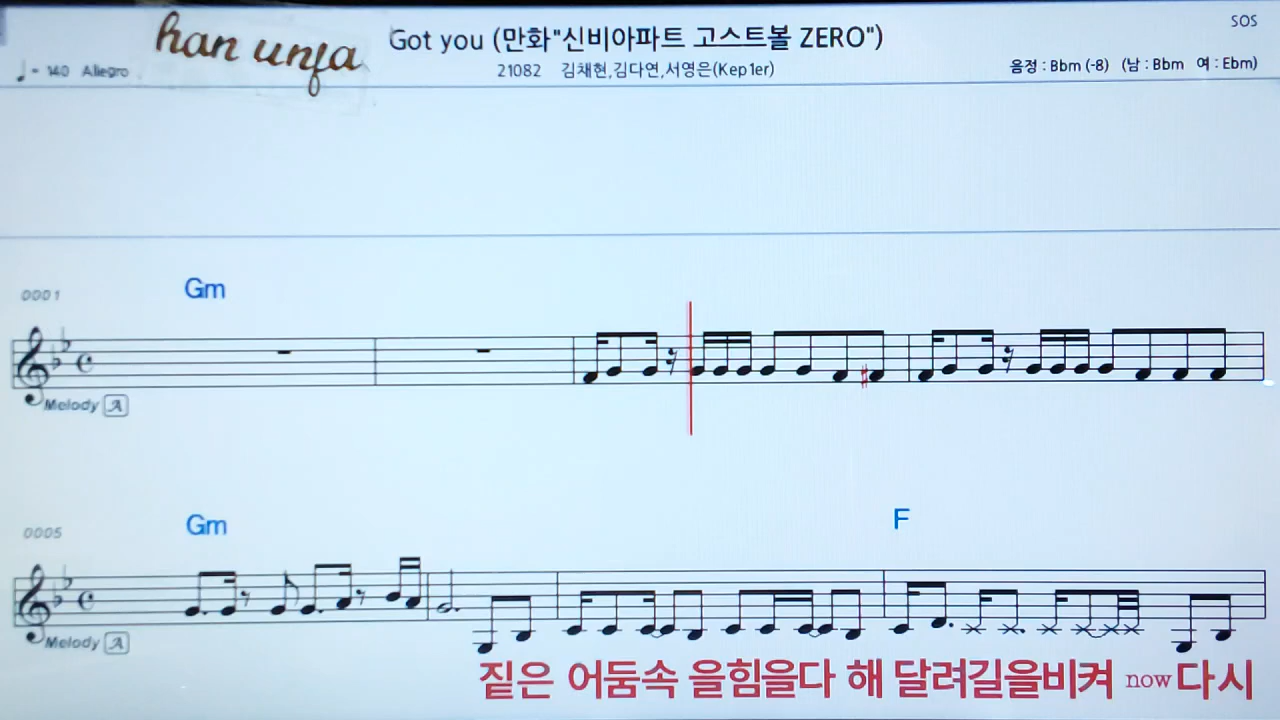 SOS
han unfa
Got you (만화"신비아파트 고스트볼 ZERO")
♩= 140 Allegro
21082 김채현,김다연,서영은(Kep1er)
음정 : Bbm (-8) (남 : Bbm 여 : Ebm)
0001 Gm
Melody A
0005 Gm F
Melody A
짙은 어둠속 을힘을다 해 달려길을비켜 now 다시